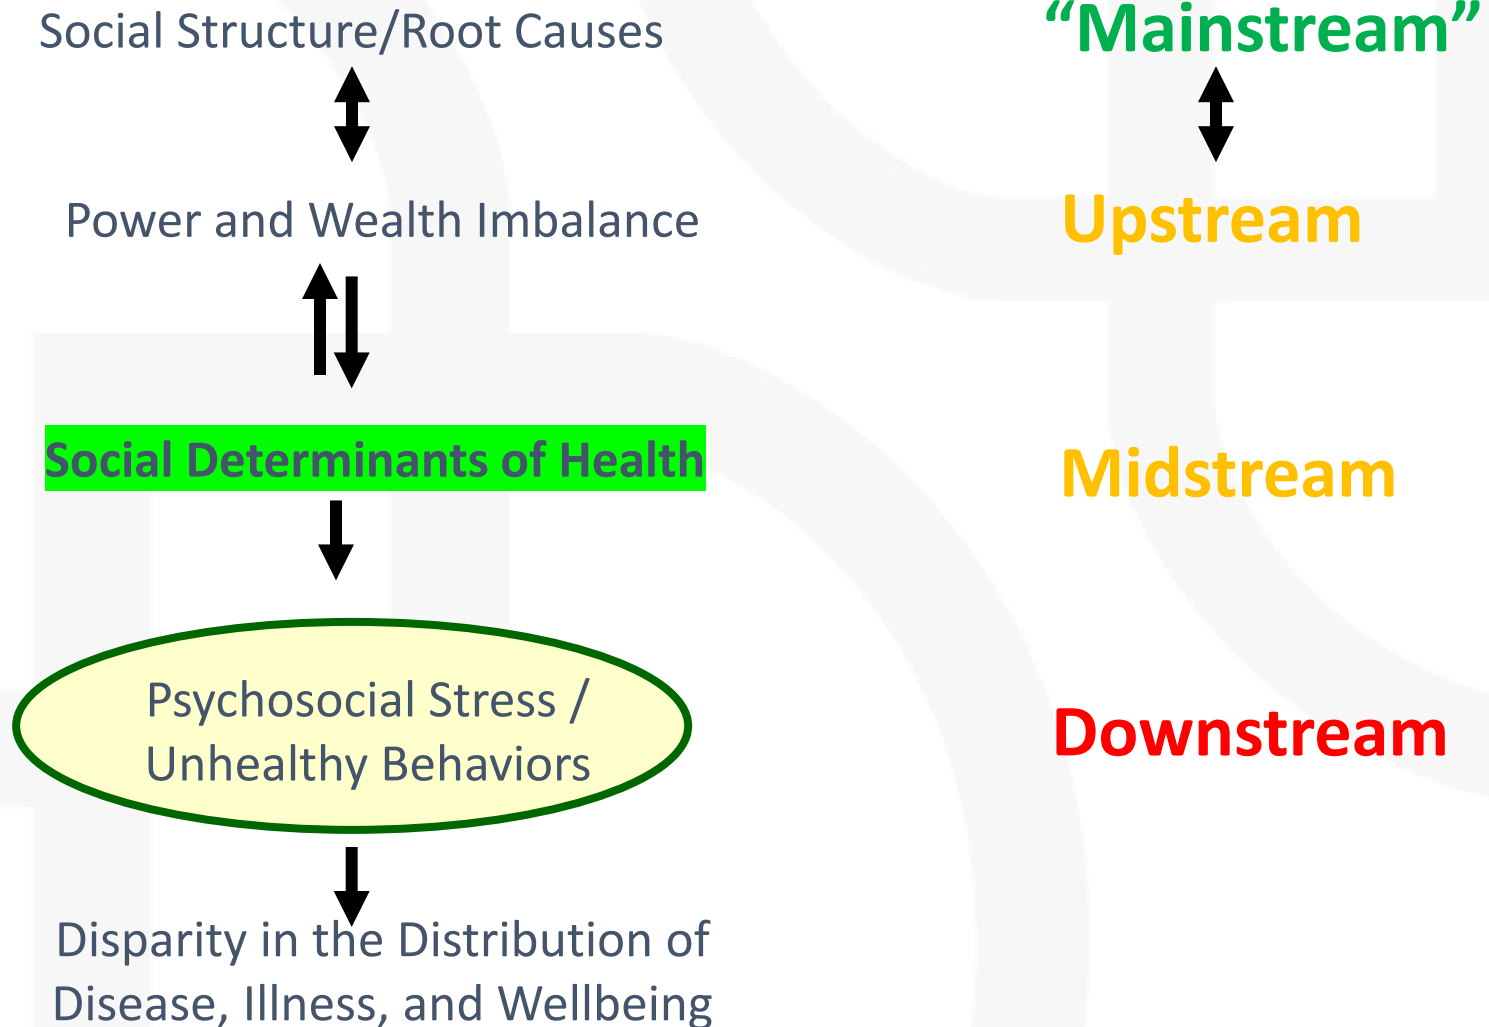 Social Structure/Root Causes
“Mainstream”
Power and Wealth Imbalance
Upstream
Social Determinants of Health
Midstream
Psychosocial Stress /
Unhealthy Behaviors
Downstream
Disparity in the Distribution of
Disease, Illness, and Wellbeing